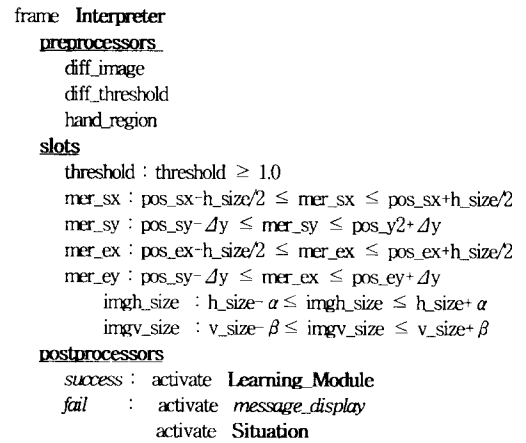 frame Interpreter
preprocessors
diff_image
diff_threshold
hand_region
slots
threshold : threshold ≥ 1.0
mer_sx : pos_sx-h_size/2 ≤ mer_sx ≤ pos_sx+h_size/2
mer_sy : pos_sy-Δy ≤ mer_sy ≤ pos_y2+Δy
mer_ex : pos_ex-h_size/2 ≤ mer_ex ≤ pos_ex+h_size/2
mer_ey : pos_sy-Δy ≤ mer_ex ≤ pos_ey+Δy
imgh_size : h_size-α ≤ imgh_size ≤ h_size+α
imgv_size : v_size-β ≤ imgv_size ≤ v_size+β
postprocessors
success : activate Learning_Module
fail : activate message_display
activate Situation